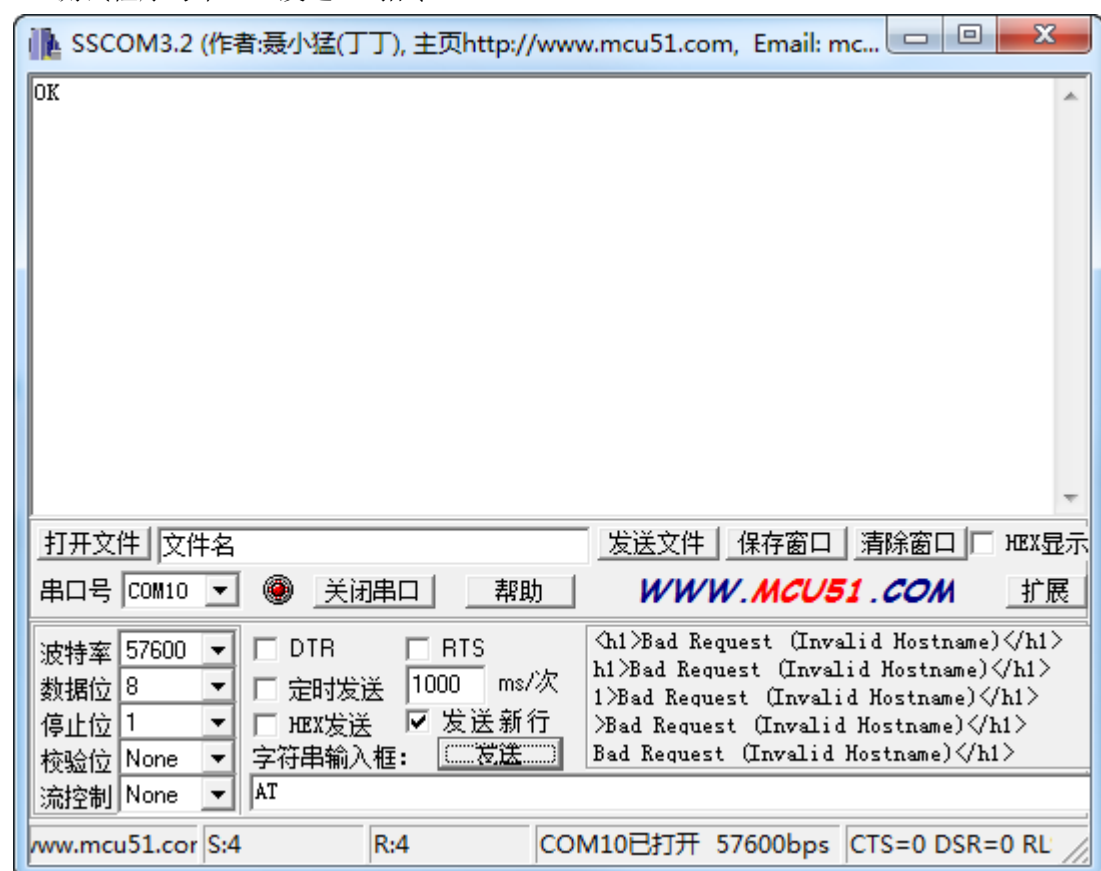 SSCOM3.2 (作者:聂小猛(丁丁), 主页http://www.mcu51.com, Email: mc...
OK
打开文件 文件名 发送文件 保存窗口 清除窗口 HEX显示
串口号 COM10 关闭串口 帮助 WWW.MCU51.COM 扩展
波特率 57600 DTR RTS
数据位 8 定时发送 1000 ms/次
停止位 1 HEX发送 发送新行
校验位 None 字符串输入框: 发送
流控制 None AT
<h1>Bad Request (Invalid Hostname)</h1>
h1>Bad Request (Invalid Hostname)</h1>
1>Bad Request (Invalid Hostname)</h1>
>Bad Request (Invalid Hostname)</h1>
Bad Request (Invalid Hostname)</h1>
www.mcu51.cor S:4 R:4 COM10已打开 57600bps CTS=0 DSR=0 RL